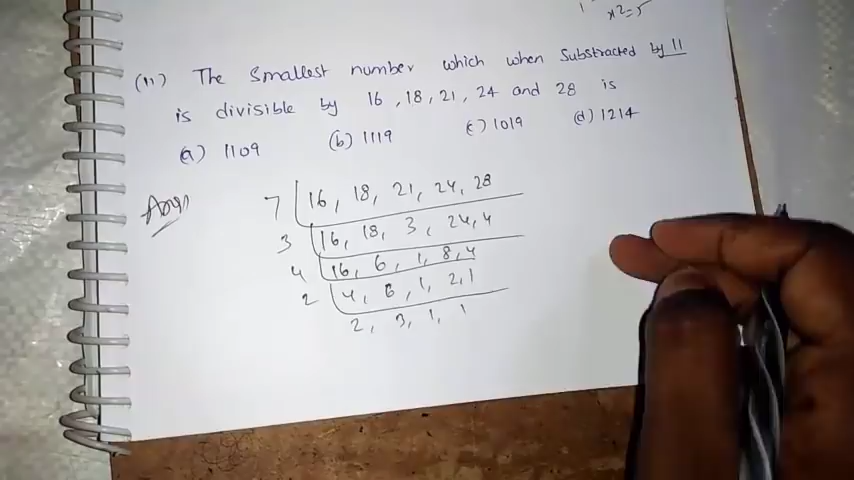 x2=5
(11) The Smallest number which when Substracted by 11
is divisible by 16, 18, 21, 24 and 28 is
(a) 1109 (b) 1119 (c) 1019 (d) 1214
Ans
7 16, 18, 21, 24, 28
3 16, 18, 3, 24, 4
4 16, 6, 1, 8, 4
2 4, 6, 1, 2, 1
2, 3, 1, 1